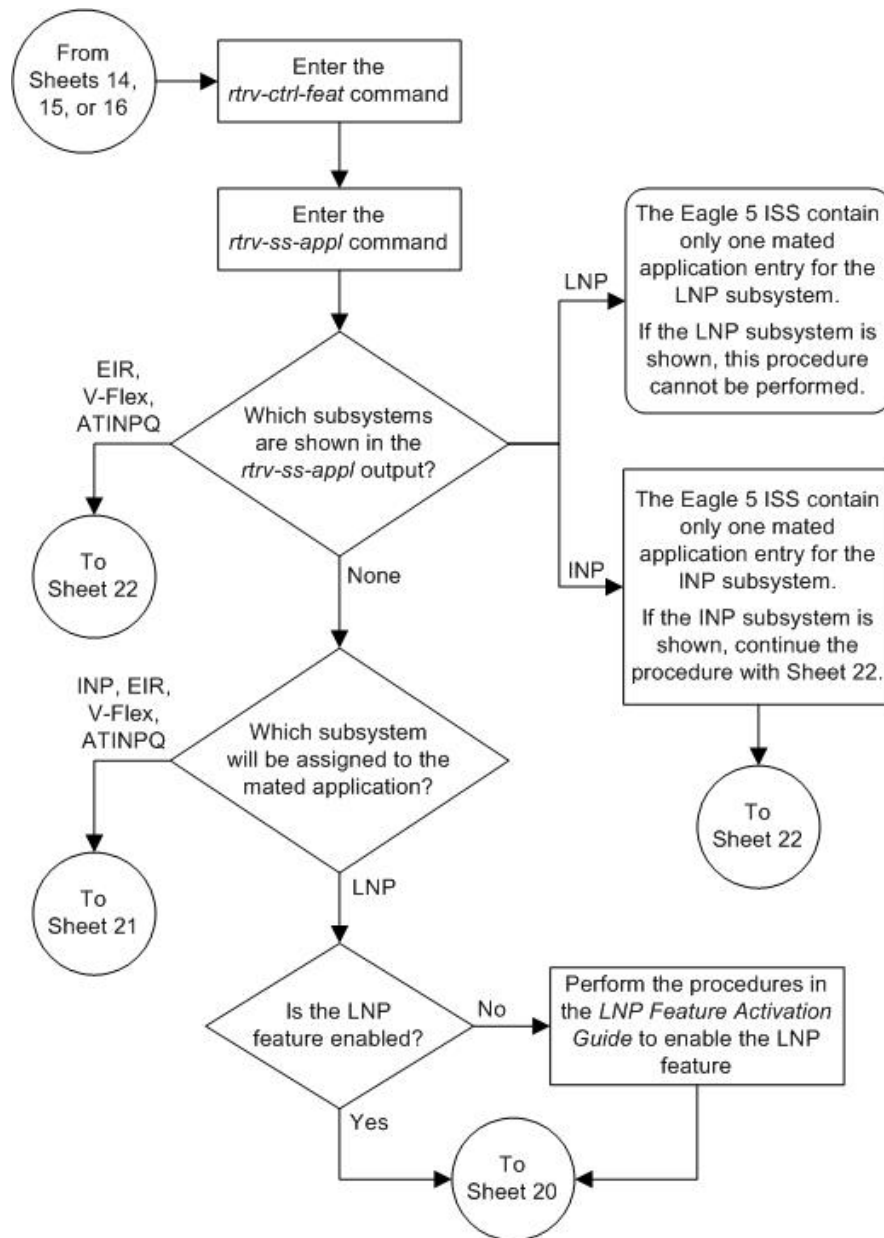 From
Sheets 14,
15, or 16
Enter the
rtrv-ctrl-feat command
Enter the
rtrv-ss-appl command
The Eagle 5 ISS contain
only one mated
application entry for the
LNP subsystem.
If the LNP subsystem is
shown, this procedure
cannot be performed.
LNP
EIR,
V-Flex,
ATINPQ
Which subsystems
are shown in the
rtrv-ss-appl output?
The Eagle 5 ISS contain
only one mated
application entry for the
INP subsystem.
If the INP subsystem is
shown, continue the
procedure with Sheet 22.
INP
To
Sheet 22
None
INP, EIR,
V-Flex,
ATINPQ
Which subsystem
will be assigned to the
mated application?
To
Sheet 22
To
Sheet 21
LNP
Is the LNP
feature enabled?
No
Perform the procedures in
the LNP Feature Activation
Guide to enable the LNP
feature
Yes
To
Sheet 20